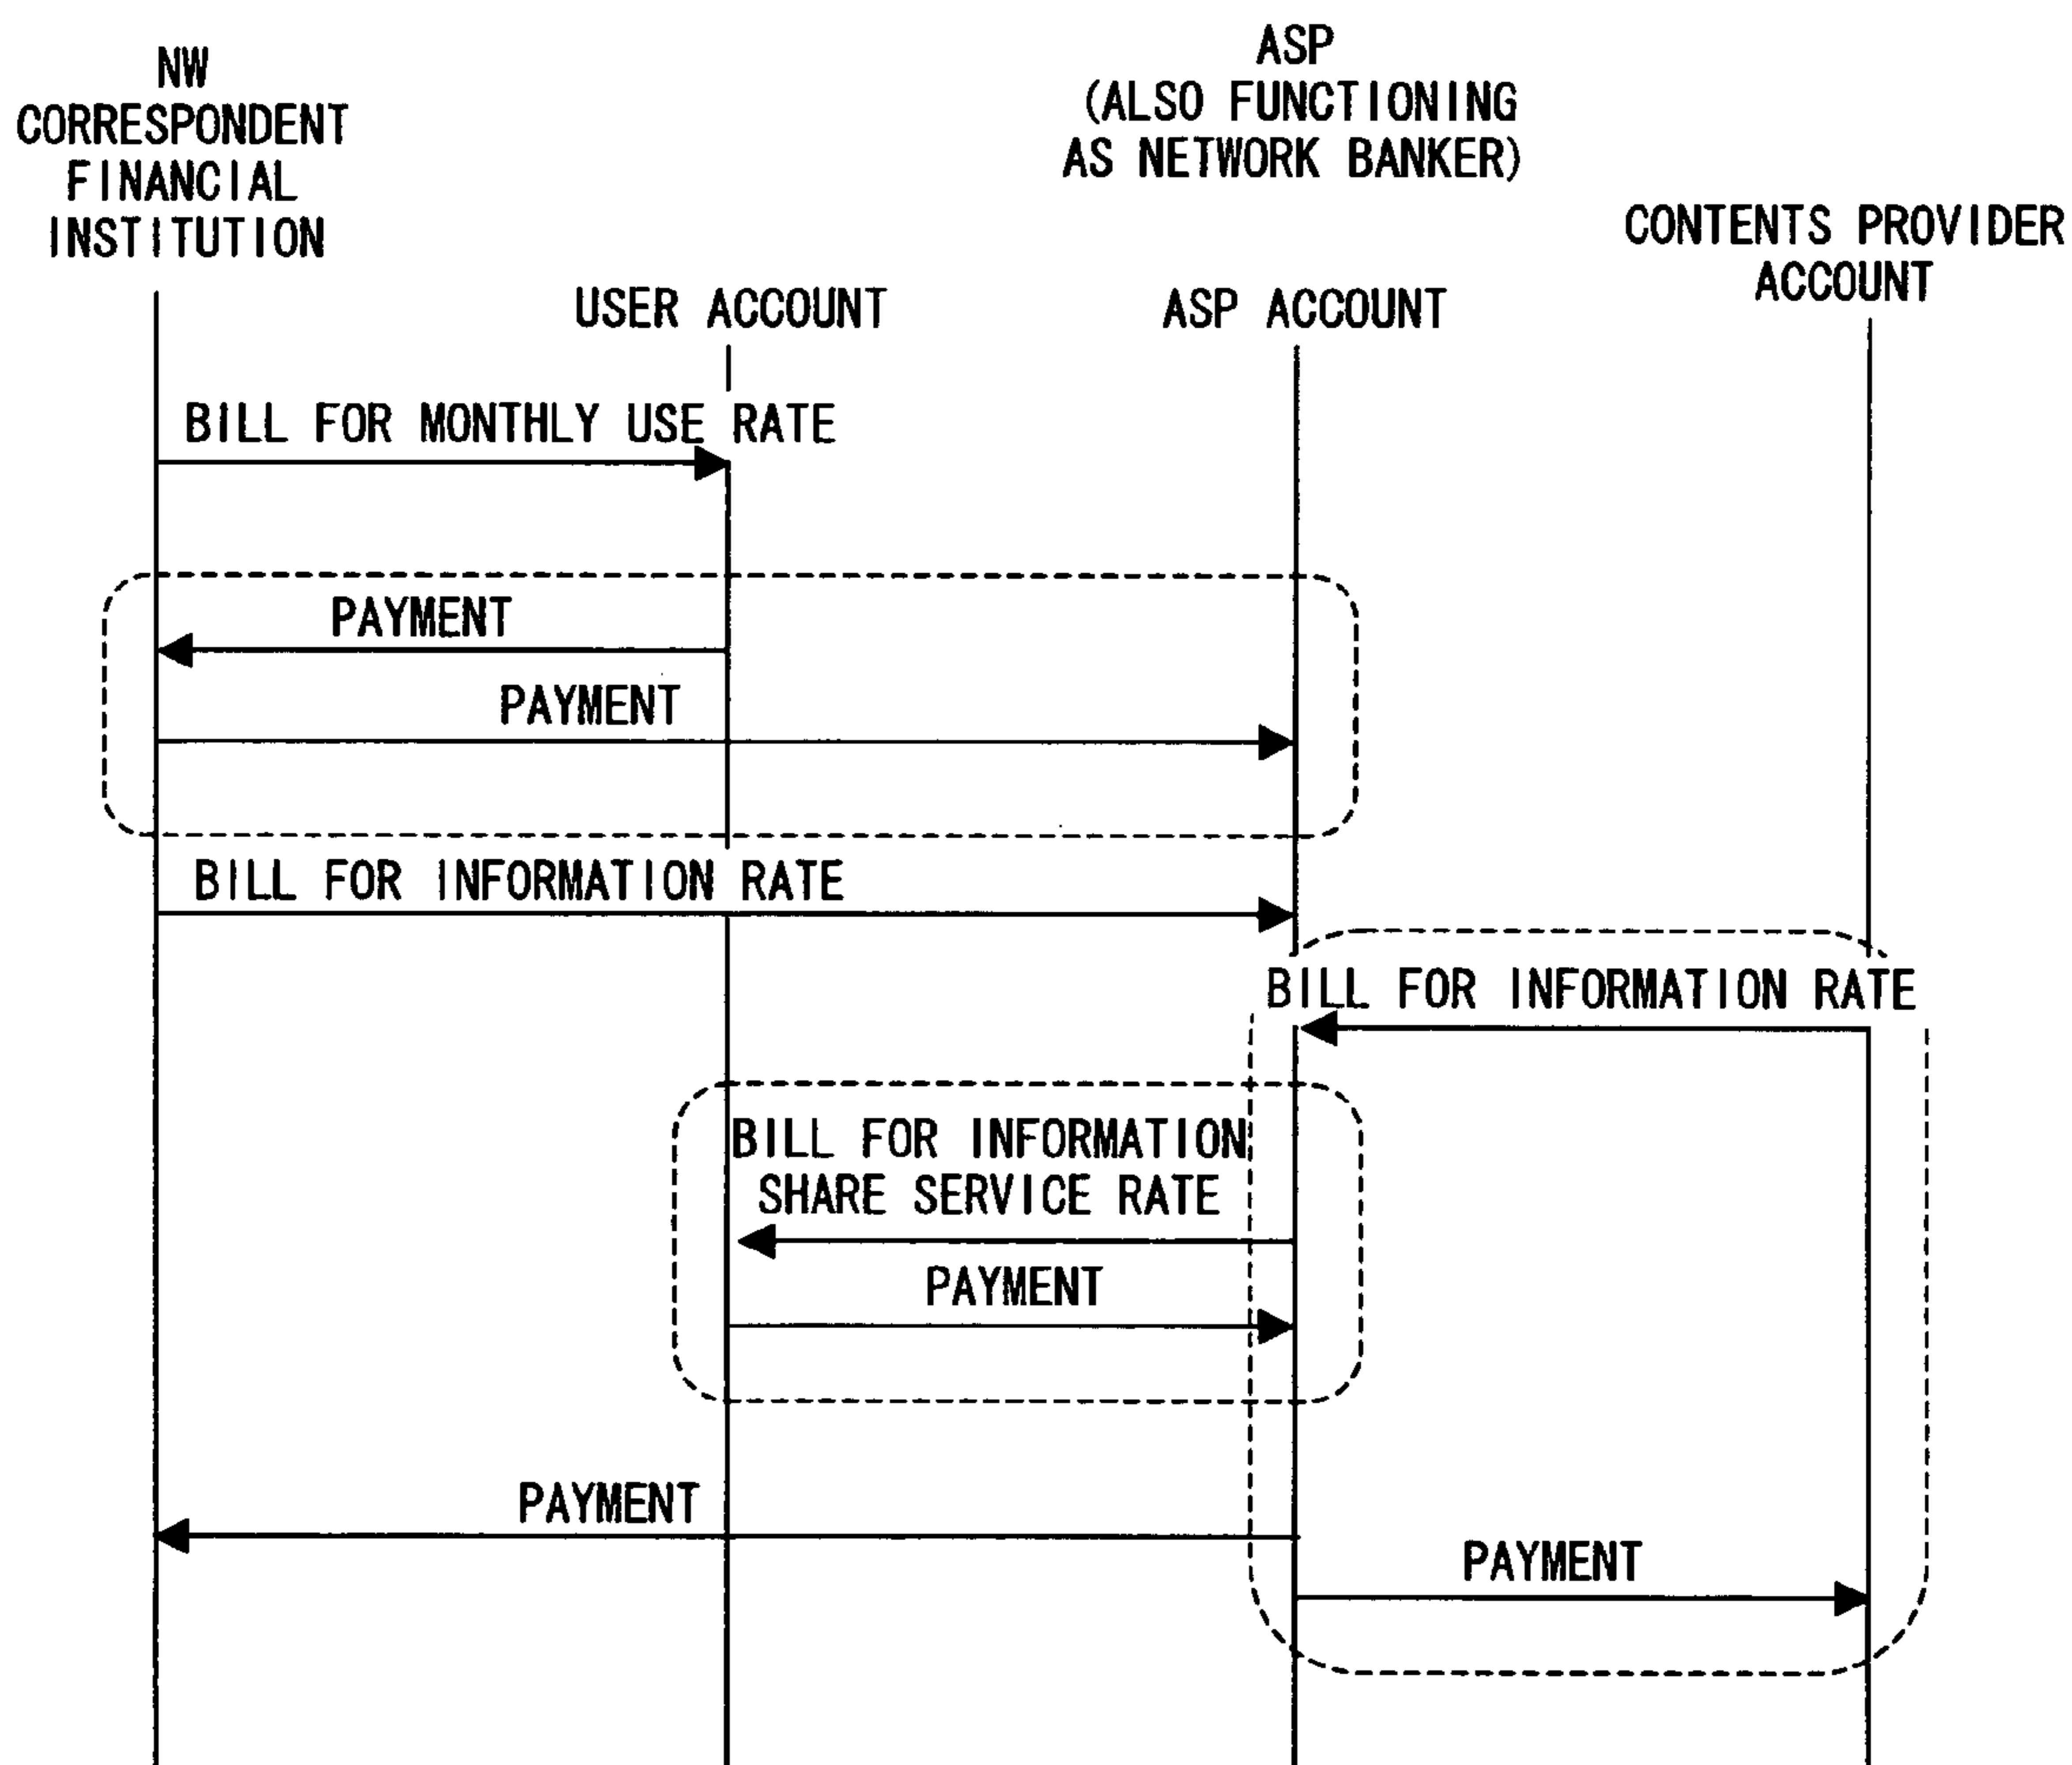 NW
CORRESPONDENT
FINANCIAL
INSTITUTION
ASP
(ALSO FUNCTIONING
AS NETWORK BANKER)
CONTENTS PROVIDER
ACCOUNT
USER ACCOUNT
ASP ACCOUNT
BILL FOR MONTHLY USE RATE
PAYMENT
PAYMENT
BILL FOR INFORMATION RATE
BILL FOR INFORMATION RATE
BILL FOR INFORMATION
SHARE SERVICE RATE
PAYMENT
PAYMENT
PAYMENT